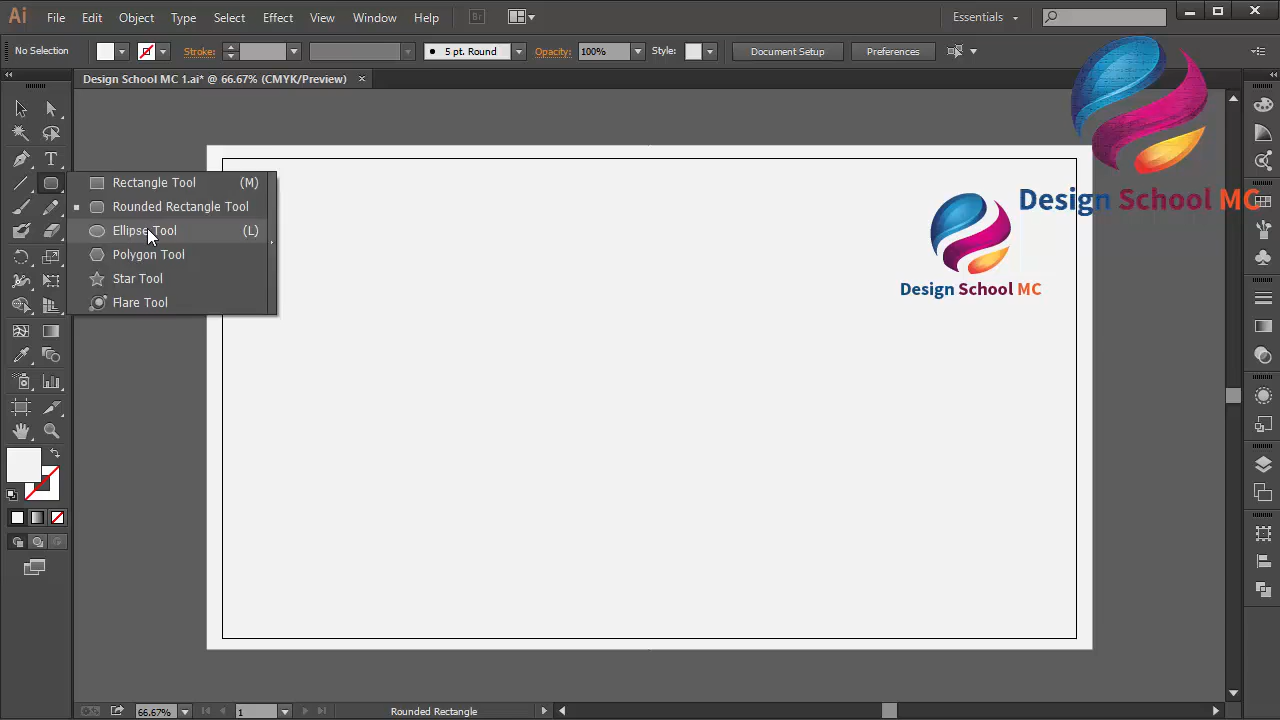 Ai File Edit Object Type Select Effect View Window Help Br Essentials
No Selection Stroke: 5 pt. Round Opacity: 100% Style: Document Setup Preferences
Design School MC 1.ai* @ 66.67% (CMYK/Preview)
Rectangle Tool (M)
Rounded Rectangle Tool
Ellipse Tool (L)
Polygon Tool
Star Tool
Flare Tool
Design School MC
Design School MC
66.67% 1 Rounded Rectangle